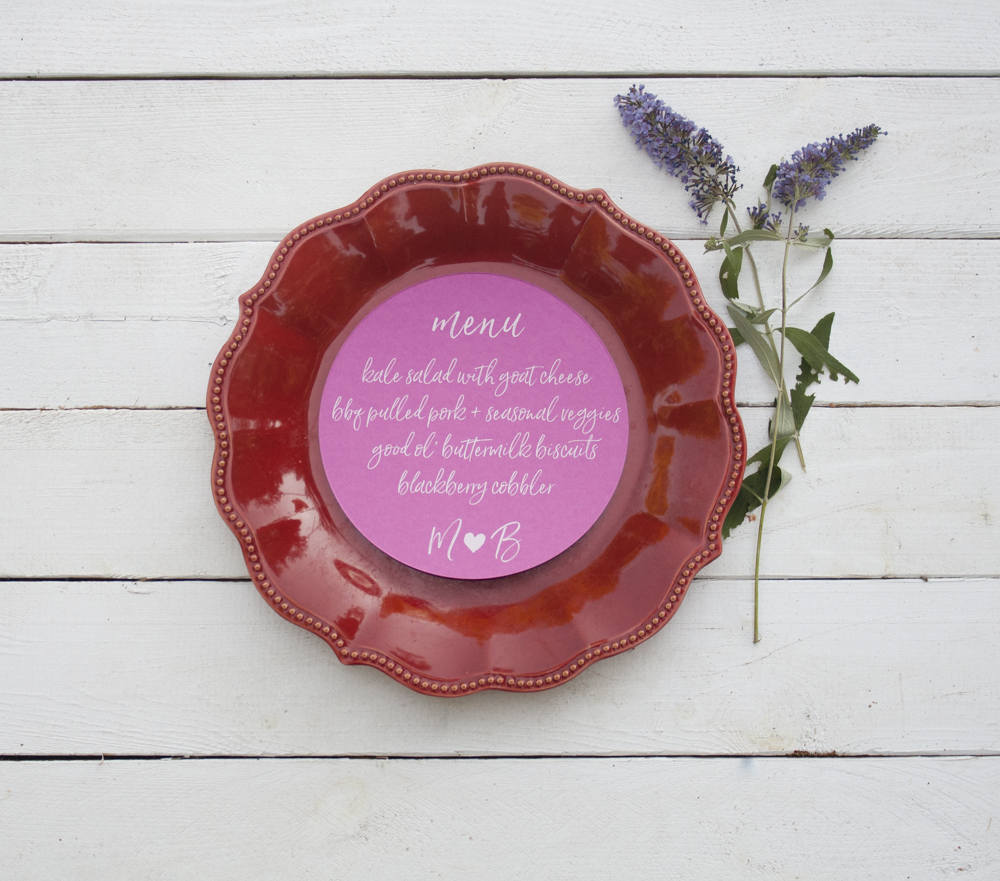 menu
kale salad with goat cheese
bbq pulled pork + seasonal veggies
good ol' buttermilk biscuits
blackberry cobbler
M ♥ B